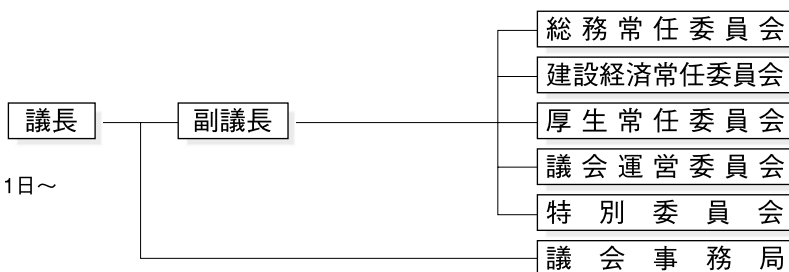 総務常任委員会
建設経済常任委員会
議長
副議長
厚生常任委員会
議会運営委員会
1日~
特別委員会
議会事務局